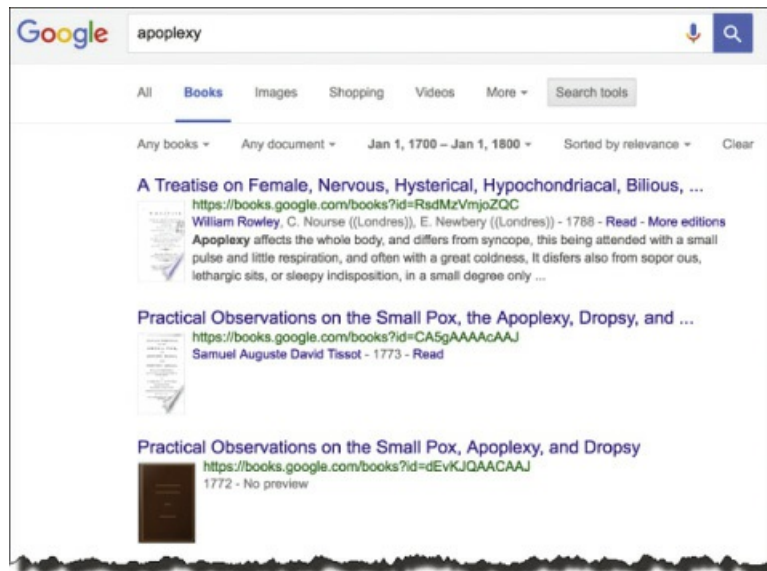 Google apoplexy
All Books Images Shopping Videos More Search tools
Any books Any document Jan 1, 1700 – Jan 1, 1800 Sorted by relevance Clear
A Treatise on Female, Nervous, Hysterical, Hypochondriacal, Bilious, ...
https://books.google.com/books?id=RsdMzVmjoZQC
William Rowley, C. Nourse ((Londres)), E. Newbery ((Londres)) - 1788 - Read - More editions
Apoplexy affects the whole body, and differs from syncope, this being attended with a small
pulse and little respiration, and often with a great coldness, It disfers also from sopor ous,
lethargic sits, or sleepy indisposition, in a small degree only ...
Practical Observations on the Small Pox, the Apoplexy, Dropsy, and ...
https://books.google.com/books?id=CA5gAAAAcAAJ
Samuel Auguste David Tissot - 1773 - Read
Practical Observations on the Small Pox, Apoplexy, and Dropsy
https://books.google.com/books?id=dEvKJQAACAAJ
1772 - No preview